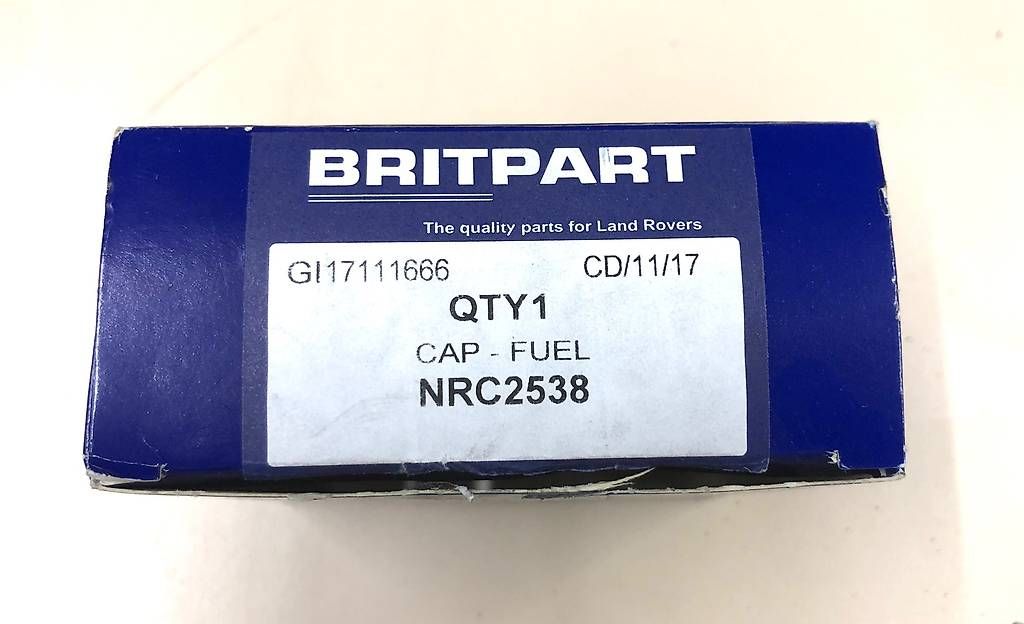 BRITPART
The quality parts for Land Rovers
GI17111666 CD/11/17
QTY1
CAP - FUEL
NRC2538